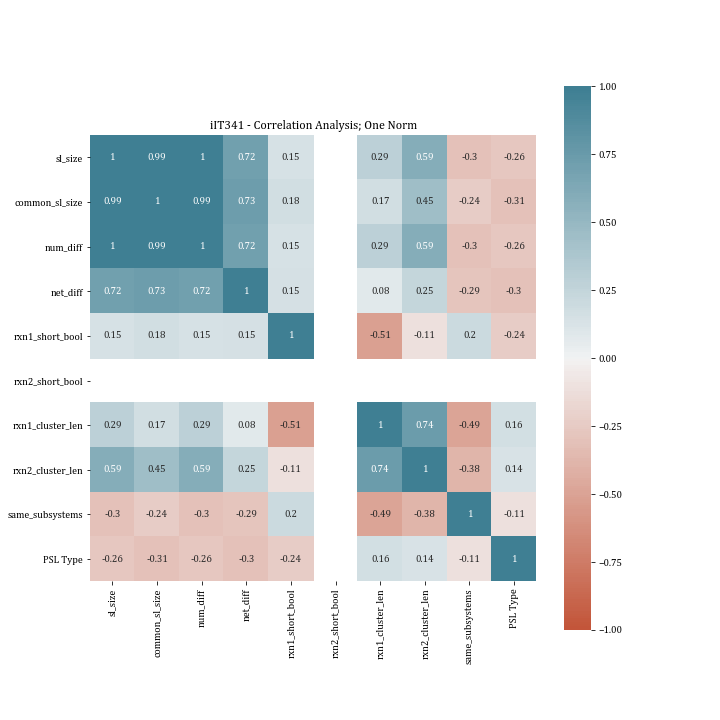 iIT341 - Correlation Analysis; One Norm
sl_size 1 0.99 1 0.72 0.15 0.29 0.59 -0.3 -0.26
common_sl_size 0.99 1 0.99 0.73 0.18 0.17 0.45 -0.24 -0.31
num_diff 1 0.99 1 0.72 0.15 0.29 0.59 -0.3 -0.26
net_diff 0.72 0.73 0.72 1 0.15 0.08 0.25 -0.29 -0.3
rxn1_short_bool 0.15 0.18 0.15 0.15 1 -0.51 -0.11 0.2 -0.24
rxn2_short_bool
rxn1_cluster_len 0.29 0.17 0.29 0.08 -0.51 1 0.74 -0.49 0.16
rxn2_cluster_len 0.59 0.45 0.59 0.25 -0.11 0.74 1 -0.38 0.14
same_subsystems -0.3 -0.24 -0.3 -0.29 0.2 -0.49 -0.38 1 -0.11
PSL Type -0.26 -0.31 -0.26 -0.3 -0.24 0.16 0.14 -0.11 1
sl_size
common_sl_size
num_diff
net_diff
rxn1_short_bool
rxn2_short_bool
rxn1_cluster_len
rxn2_cluster_len
same_subsystems
PSL Type
1.00
0.75
0.50
0.25
0.00
−0.25
−0.50
−0.75
−1.00